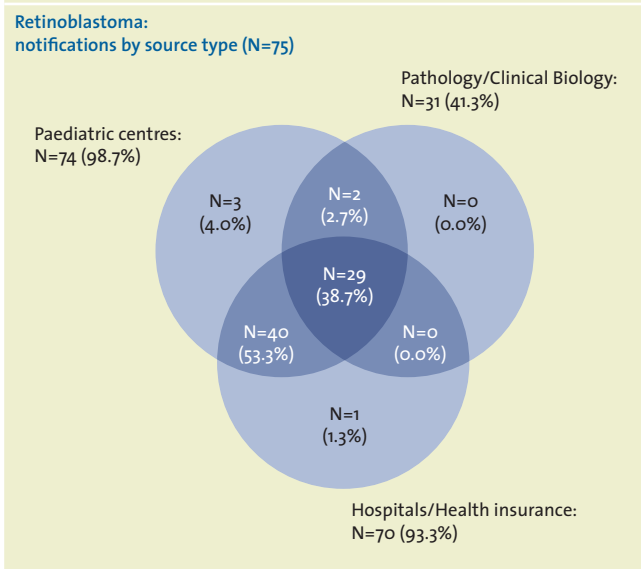 Retinoblastoma:
notifications by source type (N=75)
Pathology/Clinical Biology:
N=31 (41.3%)
Paediatric centres:
N=74 (98.7%)
N=3
(4.0%)
N=2
(2.7%)
N=0
(0.0%)
N=29
(38.7%)
N=40
(53.3%)
N=0
(0.0%)
N=1
(1.3%)
Hospitals/Health insurance:
N=70 (93.3%)